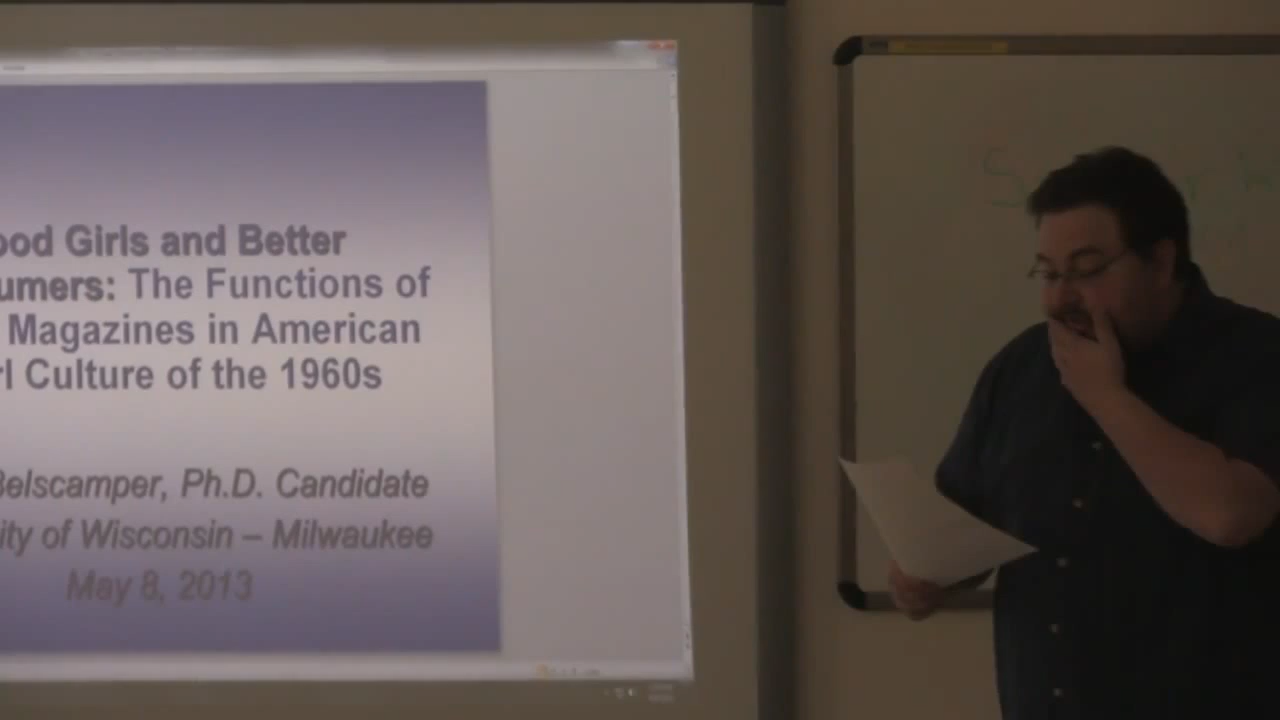 ood Girls and Better
umers: The Functions of
Magazines in American
rl Culture of the 1960s
Belscamper, Ph.D. Candidate
ity of Wisconsin – Milwaukee
May 8, 2013